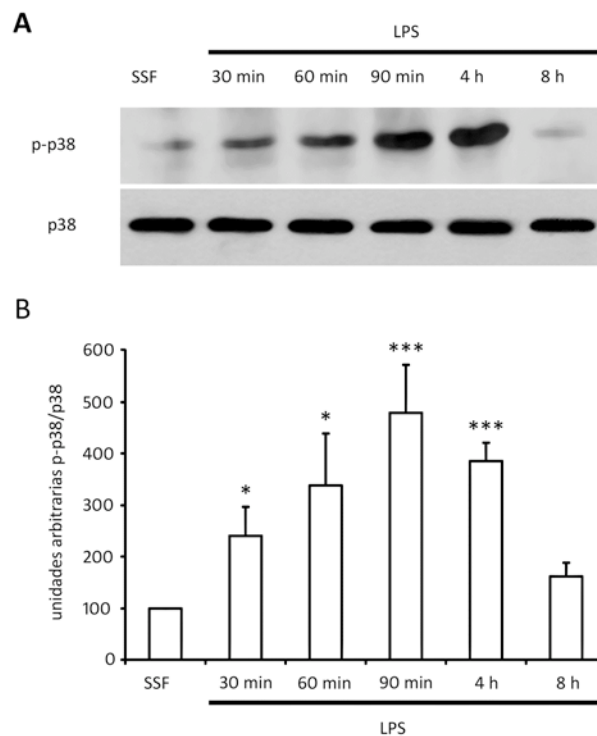 A
LPS
SSF 30 min 60 min 90 min 4 h 8 h
p-p38
p38
B
unidades arbitrarias p-p38/p38
600
500
400
300
200
100
0
* * *** ***
SSF 30 min 60 min 90 min 4 h 8 h
LPS